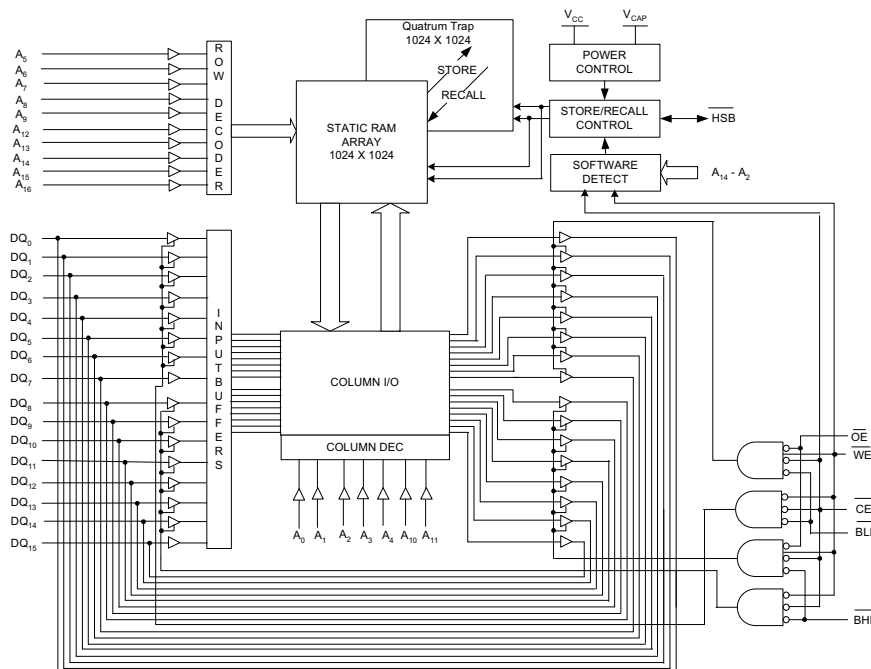 V_CC
V_CAP
Quatrum Trap
1024 X 1024
STORE
RECALL
POWER
CONTROL
STORE/RECALL
CONTROL
HSB
SOFTWARE
DETECT
A14 - A2
A5
A6
A7
A8
A9
A12
A13
A14
A15
A16
ROW DECODER
STATIC RAM
ARRAY
1024 X 1024
DQ0
DQ1
DQ2
DQ3
DQ4
DQ5
DQ6
DQ7
DQ8
DQ9
DQ10
DQ11
DQ12
DQ13
DQ14
DQ15
INPUT BUFFERS
COLUMN I/O
COLUMN DEC
A0
A1
A2
A3
A4
A10
A11
OE
WE
CE